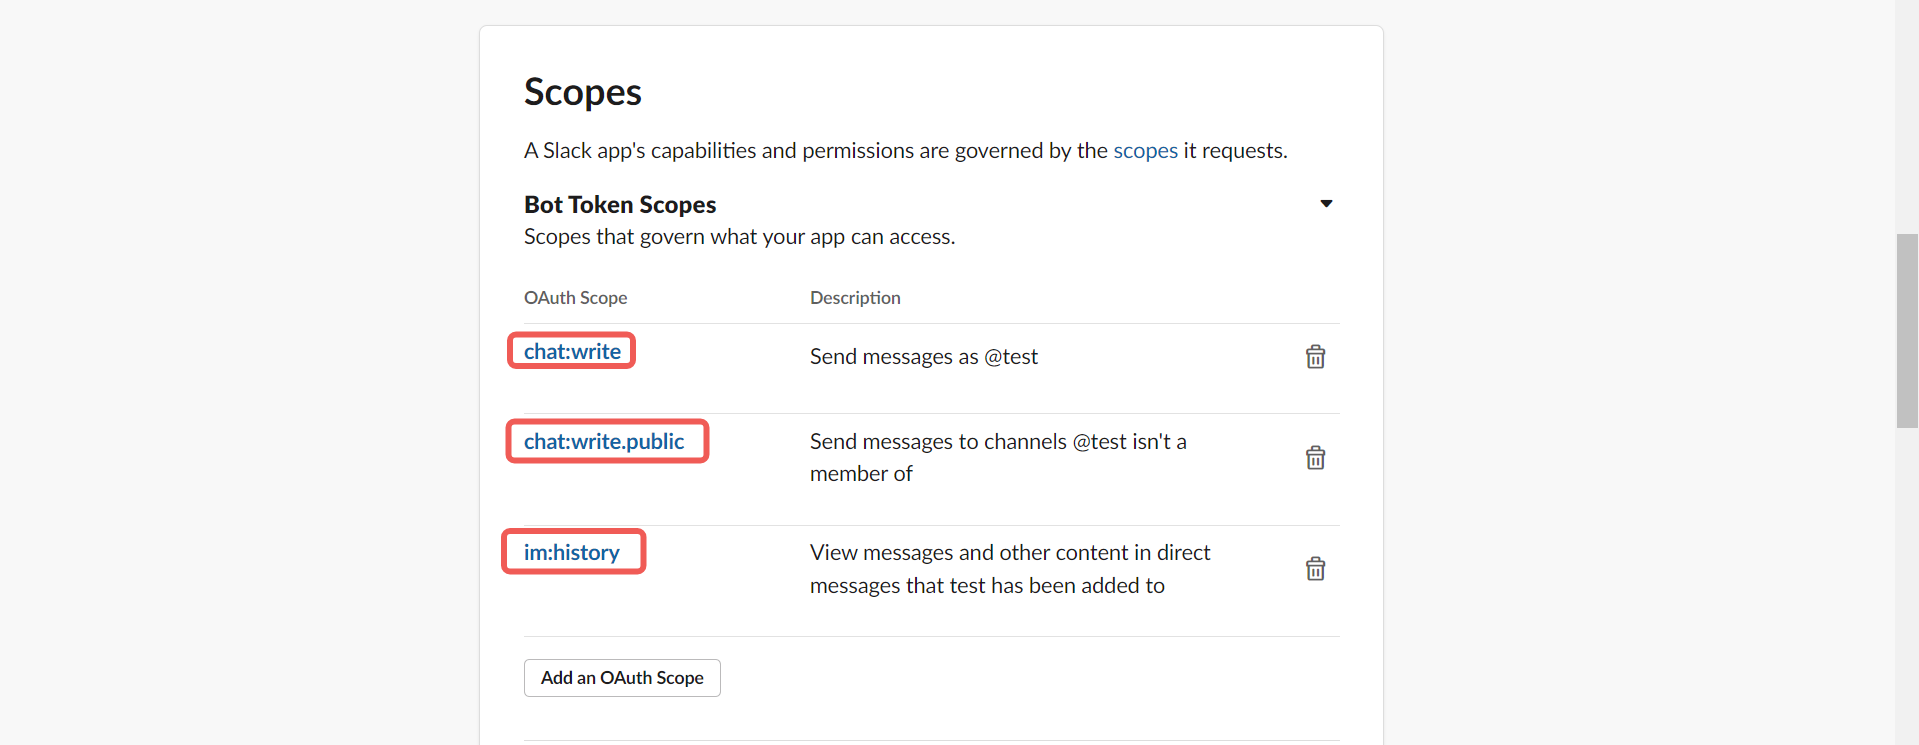 Scopes
A Slack app's capabilities and permissions are governed by the scopes it requests.
Bot Token Scopes
Scopes that govern what your app can access.
OAuth Scope Description
chat:write Send messages as @test
chat:write.public Send messages to channels @test isn't a
member of
im:history View messages and other content in direct
messages that test has been added to
Add an OAuth Scope